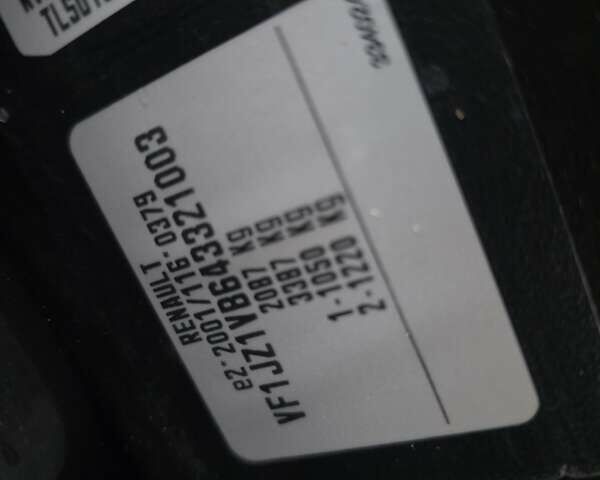 RENAULT
e2*2001/116*0379
VF1JZ1VB643321003
2087 KG
3387 KG
1-1050 KG
2-1220 KG